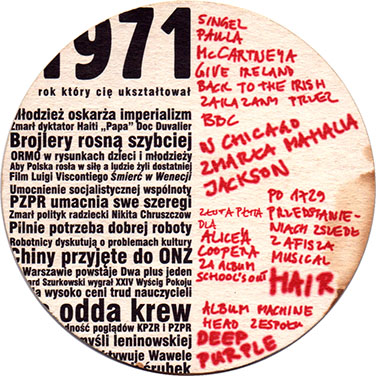 1971
rok który cię ukształtował
Młodzież oskarża imperializm
Zmarł dyktator Haiti „Papa" Doc Duvalier
Brojlery rosną szybciej
ORMO w rysunkach dzieci i młodzieży
Aby Polska rosła w siłę a ludzie żyli dostatniej
Film Luigi Viscontiego Śmierć w Wenecji
Umocnienie socjalistycznej wspólnoty
PZPR umacnia swe szeregi
Zmarł polityk radziecki Nikita Chruszczow
Pilnie potrzeba dobrej roboty
Robotnicy dyskutują o problemach kultury
Chiny przyjęte do ONZ
Warszawie powstaje Dwa plus jeden
ard Szurkowski wygrał XXIV Wyścig Pokoju
ia wysoko ceni trud nauczycieli
odda krew
dność poglądów KPZR i PZPR
myśli leninowskiej
ktywuje Wawele
SINGEL
PAULA
McCARTNEYA
GIVE IRELAND
BACK TO THE IRISH
ZAKAZANY PRZEZ
BBC
W CHICAGO
ZMARŁA MAHALIA
JACKSON
ZŁOTA PŁYTA
DLA
ALICE'A
COOPERA
ZA ALBUM
SCHOOL'S OUT
PO 1729
PRZEDSTAWIE-
NIACH ZSZEDŁ
Z AFISZA
MUSICAL
HAIR
ALBUM MACHINE
HEAD ZESPOŁU
DEEP
PURPLE